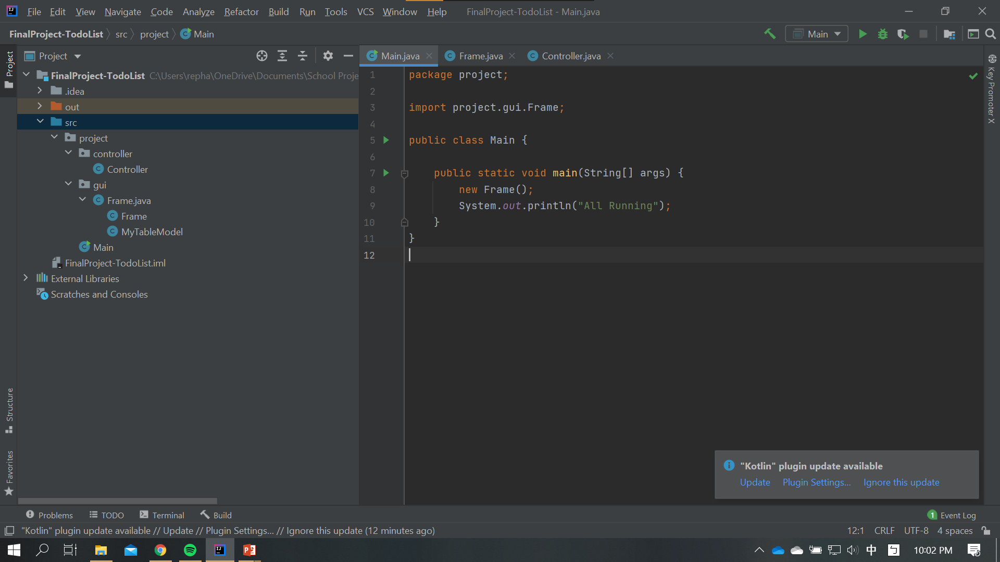 File Edit View Navigate Code Analyze Refactor Build Run Tools VCS Window Help FinalProject-TodoList - Main.java
FinalProject-TodoList src project Main Main
Project
Project
Main.java Frame.java Controller.java
FinalProject-TodoList C:\Users\repha\OneDrive\Documents\School Proje
.idea
out
src
project
controller
Controller
gui
Frame.java
Frame
MyTableModel
Main
FinalProject-TodoList.iml
External Libraries
Scratches and Consoles
Structure
Favorites
1 package project;
2
3 import project.gui.Frame;
4
5 public class Main {
6
7 public static void main(String[] args) {
8 new Frame();
9 System.out.println("All Running");
10 }
11 }
12
Key Promoter X
"Kotlin" plugin update available
Update Plugin Settings... Ignore this update
Problems TODO Terminal Build 1 Event Log
"Kotlin" plugin update available // Update // Plugin Settings... // Ignore this update (12 minutes ago) 12:1 CRLF UTF-8 4 spaces
中 ㄅ 10:02 PM